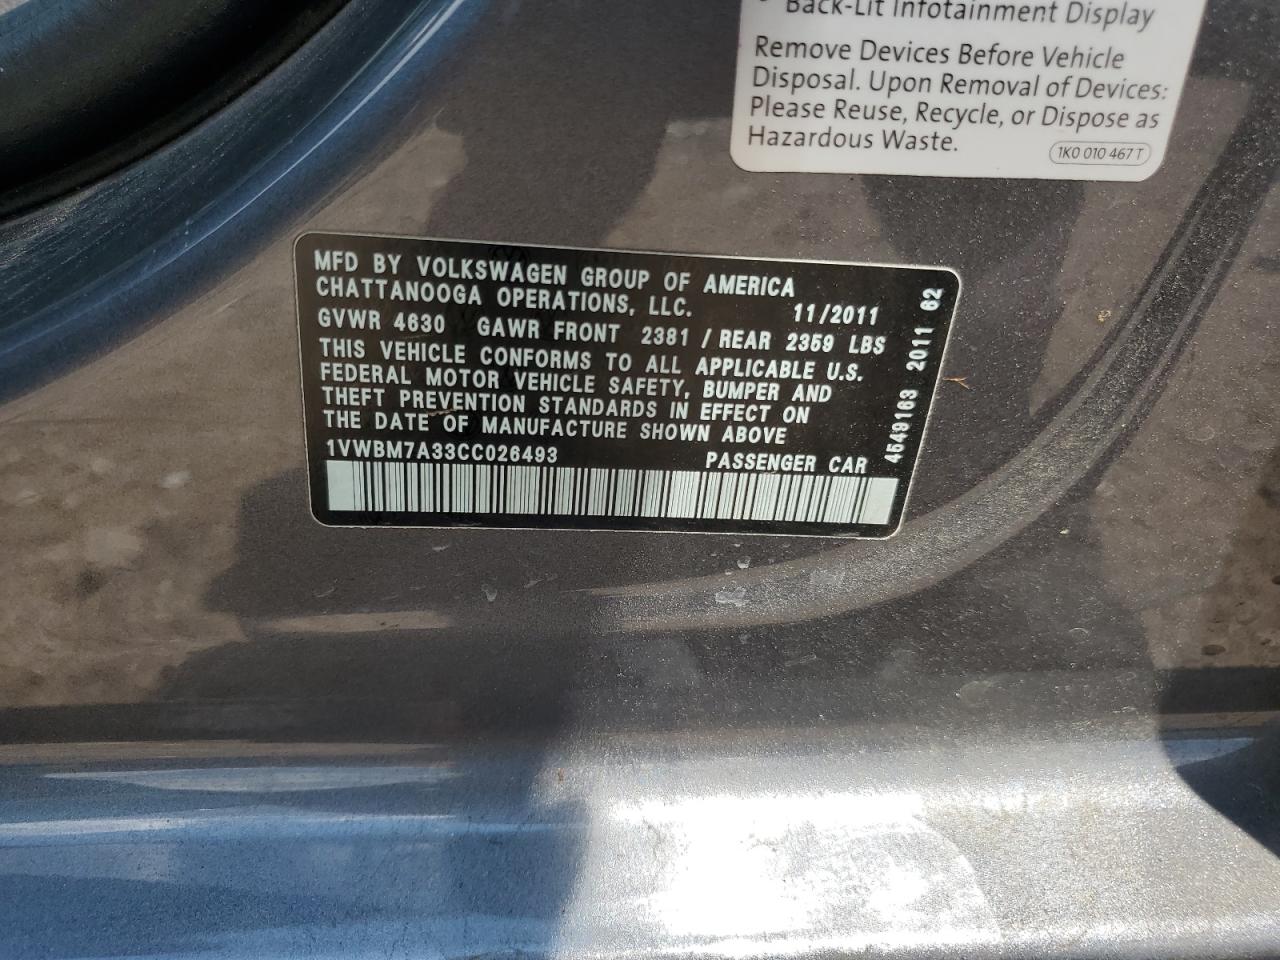 Back-Lit Infotainment Display
Remove Devices Before Vehicle
Disposal. Upon Removal of Devices:
Please Reuse, Recycle, or Dispose as
Hazardous Waste.
1K0 010 467 T
MFD BY VOLKSWAGEN GROUP OF AMERICA
CHATTANOOGA OPERATIONS, LLC.
11/2011
GVWR 4630 GAWR FRONT 2381 / REAR 2359 LBS
THIS VEHICLE CONFORMS TO ALL APPLICABLE U.S.
FEDERAL MOTOR VEHICLE SAFETY, BUMPER AND
THEFT PREVENTION STANDARDS IN EFFECT ON
THE DATE OF MANUFACTURE SHOWN ABOVE
1VWBM7A33CC026493 PASSENGER CAR
4649163 2011 62